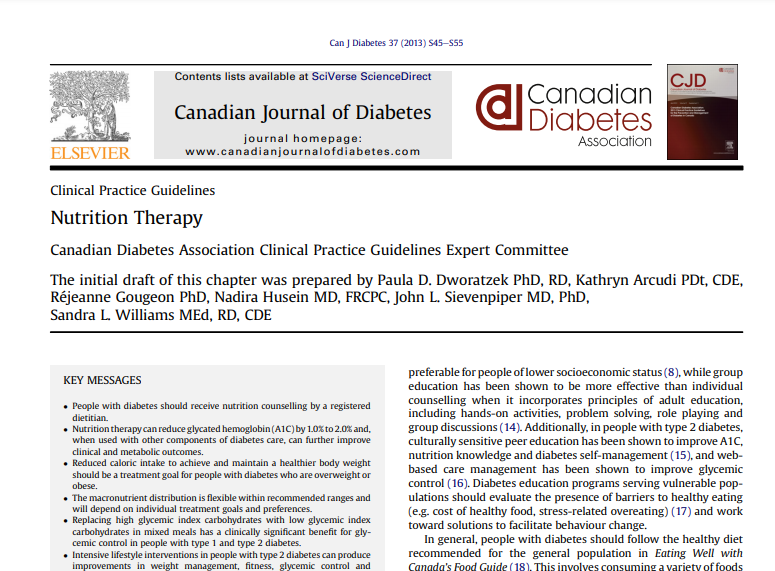 Can J Diabetes 37 (2013) S45–S55
Contents lists available at SciVerse ScienceDirect
Canadian Journal of Diabetes
journal homepage:
www.canadianjournalofdiabetes.com
ELSEVIER
Canadian
Diabetes
Association
CJD
Clinical Practice Guidelines
Nutrition Therapy
Canadian Diabetes Association Clinical Practice Guidelines Expert Committee
The initial draft of this chapter was prepared by Paula D. Dworatzek PhD, RD, Kathryn Arcudi PDt, CDE,
Réjeanne Gougeon PhD, Nadira Husein MD, FRCPC, John L. Sievenpiper MD, PhD,
Sandra L. Williams MEd, RD, CDE
KEY MESSAGES
• People with diabetes should receive nutrition counselling by a registered
dietitian.
• Nutrition therapy can reduce glycated hemoglobin (A1C) by 1.0% to 2.0% and,
when used with other components of diabetes care, can further improve
clinical and metabolic outcomes.
• Reduced caloric intake to achieve and maintain a healthier body weight
should be a treatment goal for people with diabetes who are overweight or
obese.
• The macronutrient distribution is flexible within recommended ranges and
will depend on individual treatment goals and preferences.
• Replacing high glycemic index carbohydrates with low glycemic index
carbohydrates in mixed meals has a clinically significant benefit for gly-
cemic control in people with type 1 and type 2 diabetes.
• Intensive lifestyle interventions in people with type 2 diabetes can produce
improvements in weight management, fitness, glycemic control and
preferable for people of lower socioeconomic status (8), while group
education has been shown to be more effective than individual
counselling when it incorporates principles of adult education,
including hands-on activities, problem solving, role playing and
group discussions (14). Additionally, in people with type 2 diabetes,
culturally sensitive peer education has been shown to improve A1C,
nutrition knowledge and diabetes self-management (15), and web-
based care management has been shown to improve glycemic
control (16). Diabetes education programs serving vulnerable pop-
ulations should evaluate the presence of barriers to healthy eating
(e.g. cost of healthy food, stress-related overeating) (17) and work
toward solutions to facilitate behaviour change.
In general, people with diabetes should follow the healthy diet
recommended for the general population in Eating Well with
Canada's Food Guide (18). This involves consuming a variety of foods